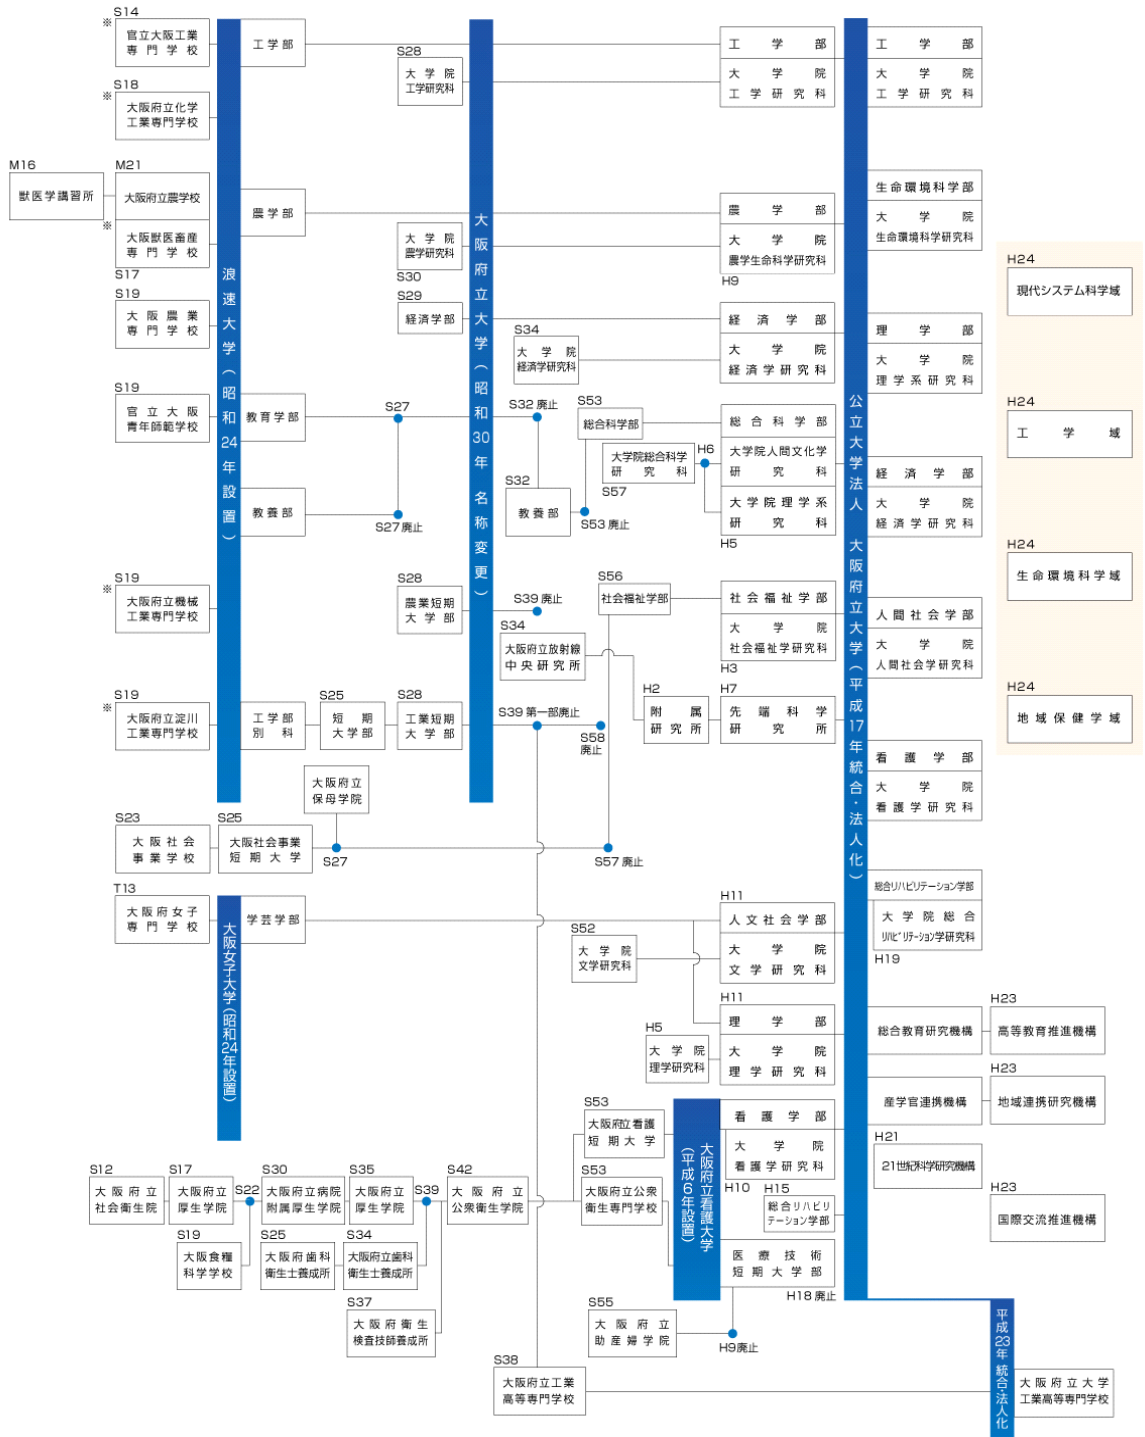 ※
S14
官立大阪工業
専門学校
※
S18
大阪府立化学
工業専門学校
M16
獣医学講習所
M21
大阪府立農学校
※
大阪獣医畜産
専門学校
S17
S19
大阪農業
専門学校
S19
官立大阪
青年師範学校
※
S19
大阪府立機械
工業専門学校
※
S19
大阪府立淀川
工業専門学校
浪速大学(昭和24年設置)
工学部
農学部
教育学部
教養部
S27
S27廃止
工学部
別科
S25
短期
大学部
S28
工業短期
大学部
S28
大学院
工学研究科
大学院
農学研究科
S30
S29
経済学部
S28
農業短期
大学部
大阪府立大学(昭和30年 名称変更)
S34
大学院
経済学研究科
S32廃止
S32
教養部
S53
総合科学部
S53廃止
大学院総合科学
研究科
S57
H6
S39廃止
S34
大阪府立放射線
中央研究所
S56
社会福祉学部
S39第一部廃止
S58
廃止
H2
附属
研究所
H7
先端科学
研究所
工学部
大学院
工学研究科
農学部
大学院
農学生命科学研究科
H9
経済学部
大学院
経済学研究科
総合科学部
大学院人間文化学
研究科
大学院理学系
研究科
H5
社会福祉学部
大学院
社会福祉学研究科
H3
大阪府立
保母学院
S23
大阪社会
事業学校
S25
大阪社会事業
短期大学
S27
S57廃止
T13
大阪府女子
専門学校
大阪女子大学(昭和24年設置)
学芸学部
S52
大学院
文学研究科
H11
人文社会学部
大学院
文学研究科
H11
理学部
大学院
理学研究科
H5
大学院
理学研究科
S12
大阪府立
社会衛生院
S17
大阪府立
厚生学院
S22
S19
大阪食糧
科学学校
S30
大阪府立病院
附属厚生学院
S25
大阪府歯科
衛生士養成所
S35
大阪府立
厚生学院
S34
大阪府立歯科
衛生士養成所
S39
S37
大阪府衛生
検査技師養成所
S42
大阪府立
公衆衛生学院
S53
大阪府立看護
短期大学
S53
大阪府立公衆
衛生専門学校
大阪府立看護大学
(平成6年設置)
看護学部
大学院
看護学研究科
H10
H15
総合リハビリ
テーション学部
医療技術
短期大学部
H18廃止
S55
大阪府立
助産婦学院
H9廃止
S38
大阪府立工業
高等専門学校
公立大学法人 大阪府立大学(平成17年統合・法人化)
工学部
大学院
工学研究科
生命環境科学部
大学院
生命環境科学研究科
理学部
大学院
理学系研究科
経済学部
大学院
経済学研究科
人間社会学部
大学院
人間社会学研究科
看護学部
大学院
看護学研究科
総合リハビリテーション学部
大学院総合
リハビリテーション学研究科
H19
総合教育研究機構
H23
高等教育推進機構
産学官連携機構
H23
地域連携研究機構
H21
21世紀科学研究機構
H23
国際交流推進機構
平成23年 統合・法人化
大阪府立大学
工業高等専門学校
H24
現代システム科学域
H24
工学域
H24
生命環境科学域
H24
地域保健学域